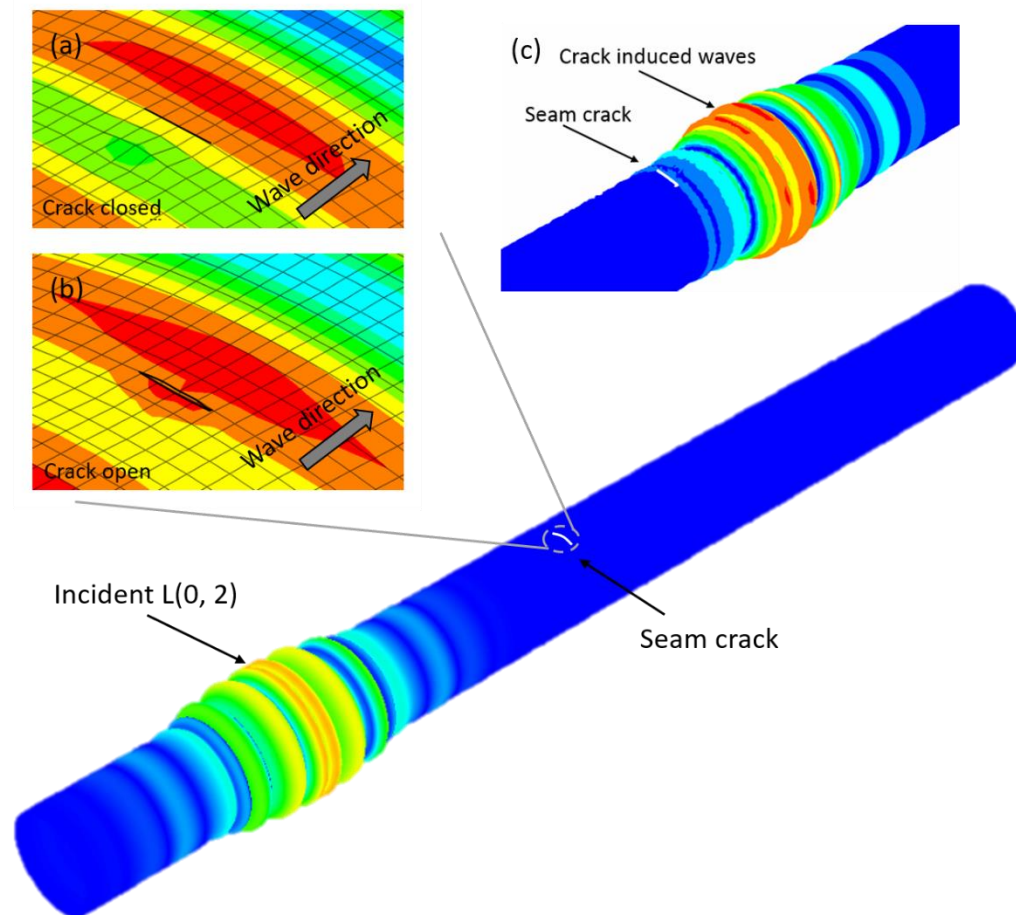 (a)
Wave direction
Crack closed
(b)
Wave direction
Crack open
(c)
Crack induced waves
Seam crack
Incident L(0, 2)
Seam crack